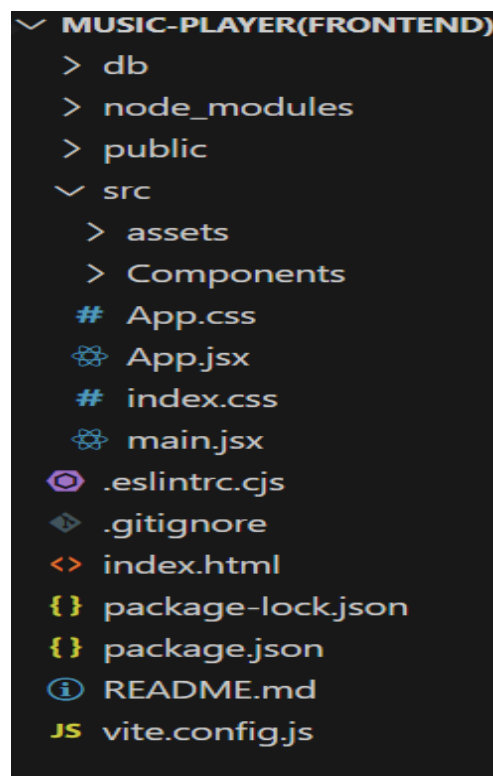 MUSIC-PLAYER(FRONTEND)
db
node_modules
public
src
assets
Components
# App.css
App.jsx
# index.css
main.jsx
.eslintrc.cjs
.gitignore
<> index.html
{} package-lock.json
{} package.json
README.md
JS vite.config.js